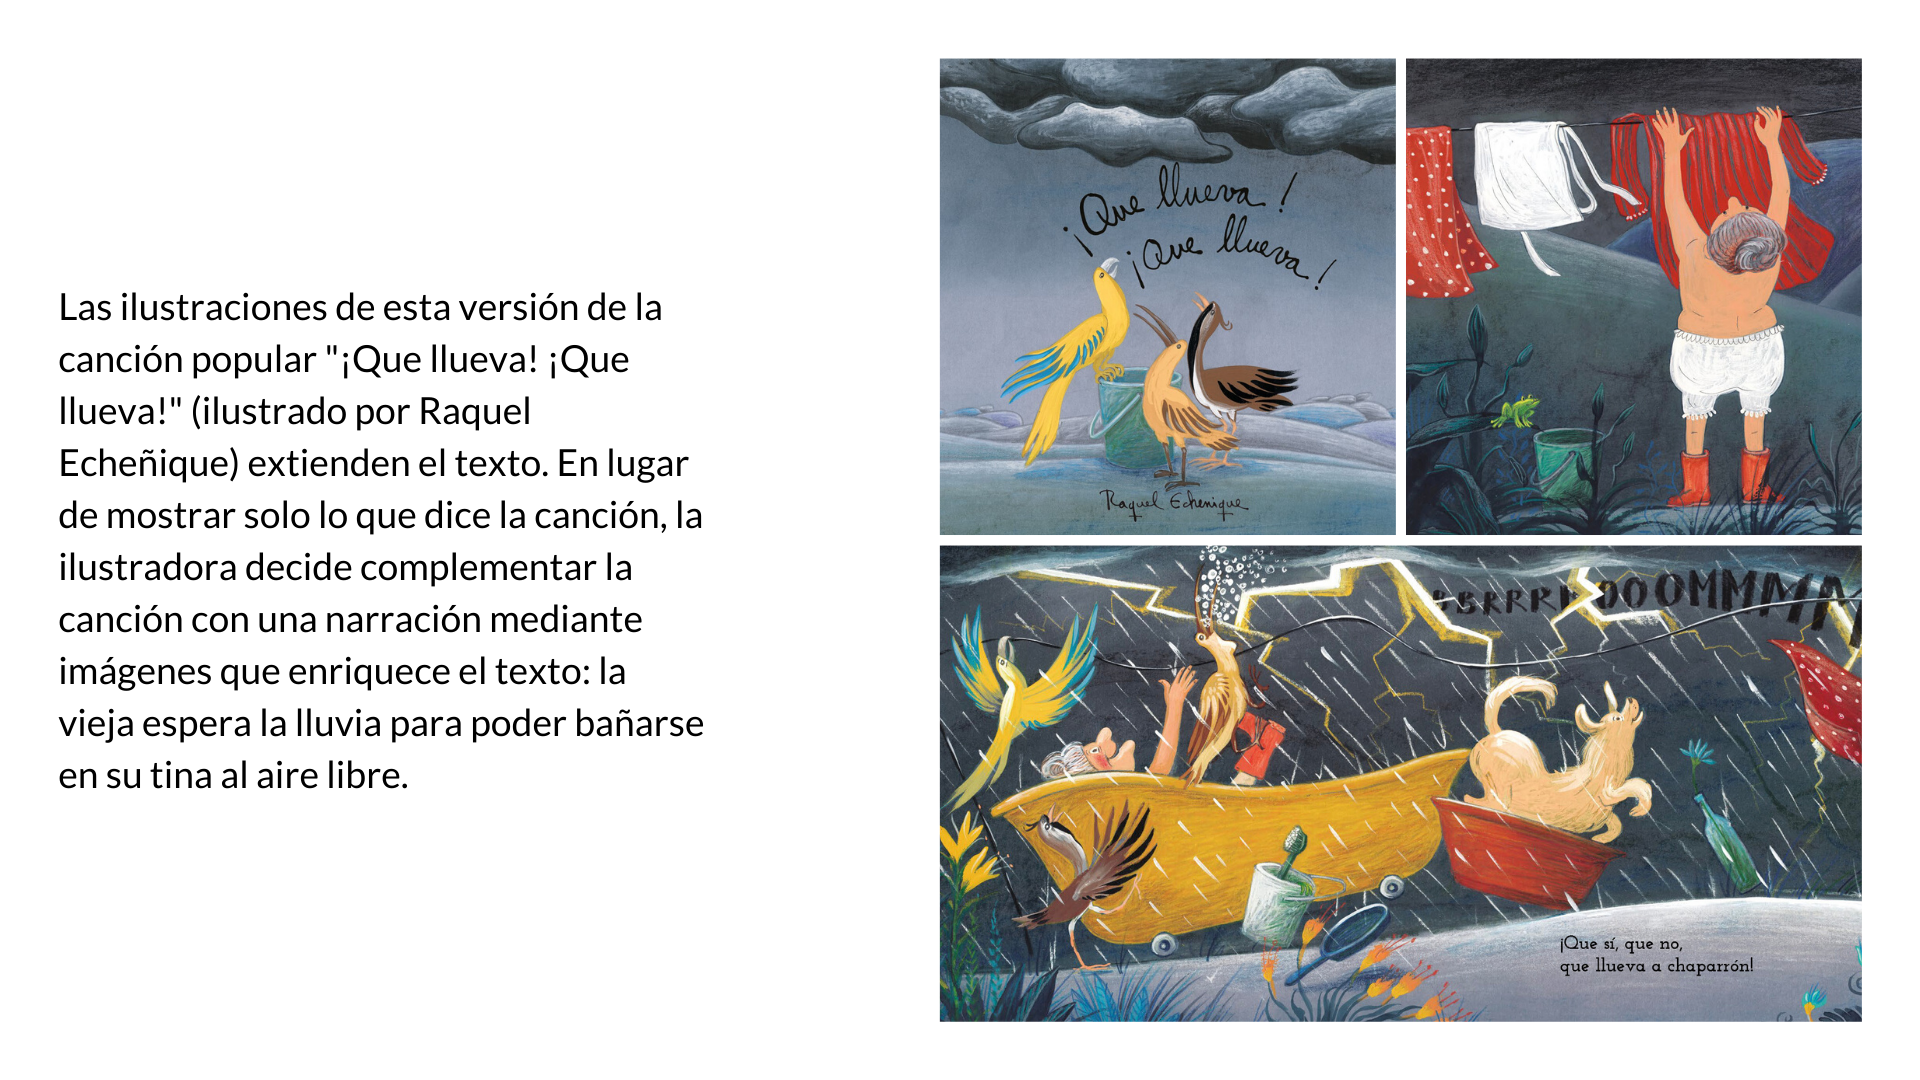 Las ilustraciones de esta versión de la
canción popular "¡Que llueva! ¡Que
llueva!" (ilustrado por Raquel
Echeñique) extienden el texto. En lugar
de mostrar solo lo que dice la canción, la
ilustradora decide complementar la
canción con una narración mediante
imágenes que enriquece el texto: la
vieja espera la lluvia para poder bañarse
en su tina al aire libre.
¡Que llueva!
¡Que llueva!
Raquel Echenique
¡Que sí, que no,
que llueva a chaparrón!